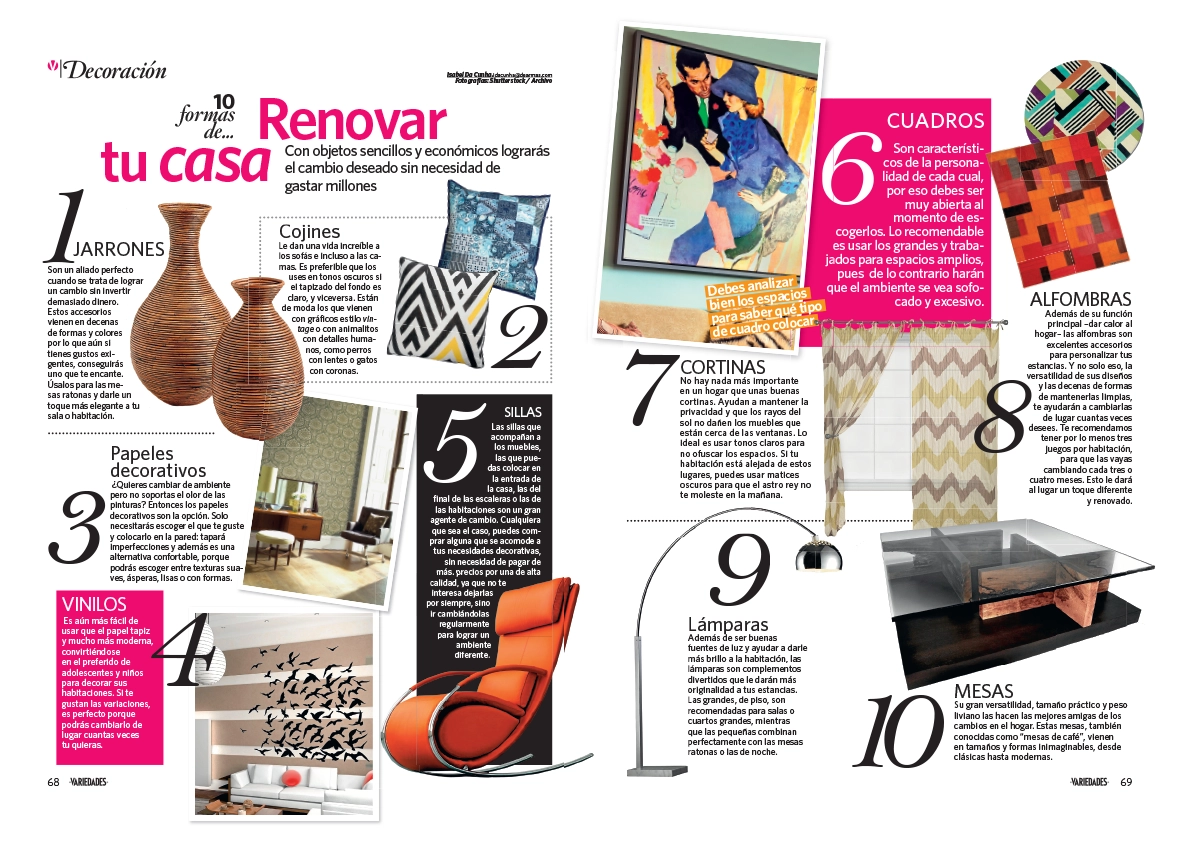 V|Decoración
Isabel Da Cunha
Fotografías: Shutterstock / Archivo
10
formas
de...
Renovar
tu casa
Con objetos sencillos y económicos lograrás
el cambio deseado sin necesidad de
gastar millones
1
JARRONES
Son un aliado perfecto
cuando se trata de lograr
un cambio sin invertir
demasiado dinero.
Estos accesorios
vienen en decenas
de formas y colores
por lo que aún si
tienes gustos exi-
gentes, conseguirás
uno que te encante.
Úsalos para las me-
sas ratonas y darle un
toque más elegante a tu
sala o habitación.
Cojines
Le dan una vida increíble a
los sofás e incluso a las ca-
mas. Es preferible que los
uses en tonos oscuros si
el tapizado del fondo es
claro, y viceversa. Están
de moda los que vienen
con gráficos estilo vin-
tage o con animalitos
con detalles huma-
nos, como perros
con lentes o gatos
con coronas.
2
3
Papeles
decorativos
¿Quieres cambiar de ambiente
pero no soportas el olor de las
pinturas? Entonces los papeles
decorativos son la opción. Solo
necesitarás escoger el que te guste
y colocarlo en la pared: tapará
imperfecciones y además es una
alternativa confortable, porque
podrás escoger entre texturas sua-
ves, ásperas, lisas o con formas.
VINILOS
4
Es aún más fácil de
usar que el papel tapiz
y mucho más moderna,
convirtiéndose
en el preferido de
adolescentes y niños
para decorar sus
habitaciones. Si te
gustan las variaciones,
es perfecto porque
podrás cambiarlo de
lugar cuantas veces
tu quieras.
5
SILLAS
Las sillas que
acompañan a
los muebles,
las que pue-
das colocar en
la entrada de
la casa, las del
final de las escaleras o las de
las habitaciones son un gran
agente de cambio. Cualquiera
que sea el caso, puedes com-
prar alguna que se acomode a
tus necesidades decorativas,
sin necesidad de pagar de
más. precios por una de alta
calidad, ya que no te
interesa dejarlas
por siempre, sino
ir cambiándolas
regularmente
para lograr un
ambiente
diferente.
68 VARIEDADES
Debes analizar
bien los espacios
para saber qué tipo
de cuadro colocar
6
CUADROS
Son característi-
cos de la persona-
lidad de cada cual,
por eso debes ser
muy abierta al
momento de es-
cogerlos. Lo recomendable
es usar los grandes y traba-
jados para espacios amplios,
pues de lo contrario harán
que el ambiente se vea sofo-
cado y excesivo.
7
CORTINAS
No hay nada más importante
en un hogar que unas buenas
cortinas. Ayudan a mantener la
privacidad y que los rayos del
sol no dañen los muebles que
están cerca de las ventanas. Lo
ideal es usar tonos claros para
no ofuscar los espacios. Si tu
habitación está alejada de estos
lugares, puedes usar matices
oscuros para que el astro rey no
te moleste en la mañana.
8
ALFOMBRAS
Además de su función
principal –dar calor al
hogar– las alfombras son
excelentes accesorios
para personalizar tus
estancias. Y no solo eso, la
versatilidad de sus diseños
y las decenas de formas
de mantenerlas limpias,
te ayudarán a cambiarlas
de lugar cuantas veces
desees. Te recomendamos
tener por lo menos tres
juegos por habitación,
para que las vayas
cambiando cada tres o
cuatro meses. Esto le dará
al lugar un toque diferente
y renovado.
9
Lámparas
Además de ser buenas
fuentes de luz y ayudar a darle
más brillo a la habitación, las
lámparas son complementos
divertidos que le darán más
originalidad a tus estancias.
Las grandes, de piso, son
recomendadas para salas o
cuartos grandes, mientras
que las pequeñas combinan
perfectamente con las mesas
ratonas o las de noche.
10
MESAS
Su gran versatilidad, tamaño práctico y peso
liviano las hacen las mejores amigas de los
cambios en el hogar. Estas mesas, también
conocidas como "mesas de café", vienen
en tamaños y formas inimaginables, desde
clásicas hasta modernas.
VARIEDADES 69